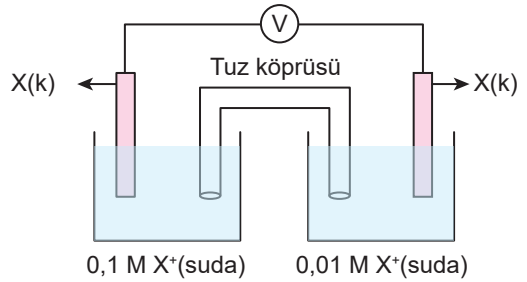 V
Tuz köprüsü
X(k)
X(k)
0,1 M X⁺(suda)
0,01 M X⁺(suda)